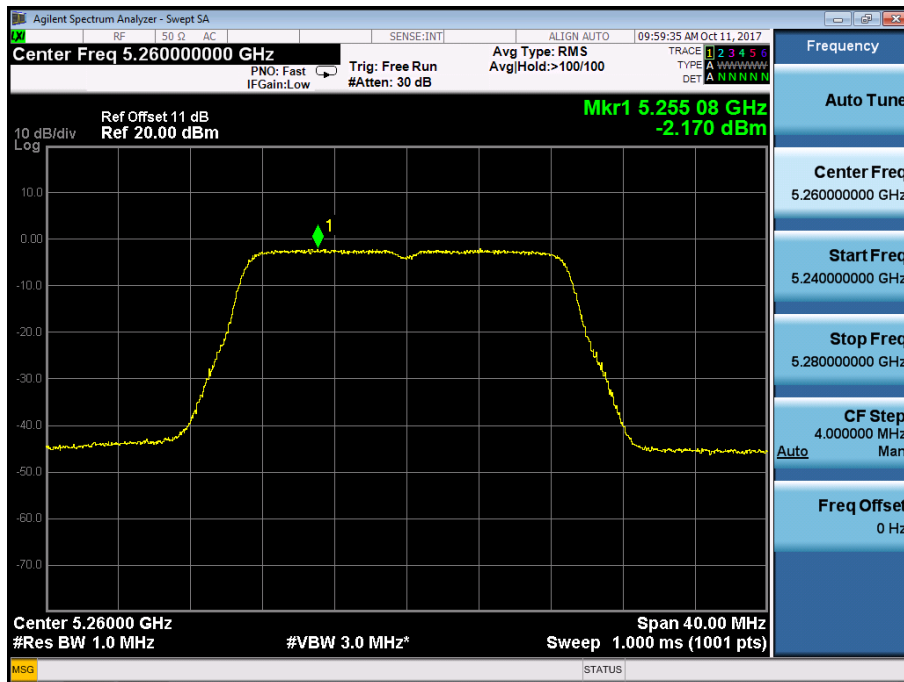 Agilent Spectrum Analyzer - Swept SA
LXI RF 50 Ω AC SENSE:INT ALIGN AUTO 09:59:35 AM Oct 11, 2017
Center Freq 5.260000000 GHz
PNO: Fast
IFGain:Low
Trig: Free Run
#Atten: 30 dB
Avg Type: RMS
Avg|Hold:>100/100
TRACE 1 2 3 4 5 6
TYPE A WWWWW
DET A N N N N N
Ref Offset 11 dB
10 dB/div Ref 20.00 dBm
Log
Mkr1 5.255 08 GHz
-2.170 dBm
10.0
0.00
1
-10.0
-20.0
-30.0
-40.0
-50.0
-60.0
-70.0
Center 5.26000 GHz Span 40.00 MHz
#Res BW 1.0 MHz #VBW 3.0 MHz* Sweep 1.000 ms (1001 pts)
MSG STATUS
Frequency
Auto Tune
Center Freq
5.260000000 GHz
Start Freq
5.240000000 GHz
Stop Freq
5.280000000 GHz
CF Step
4.000000 MHz
Auto Man
Freq Offset
0 Hz